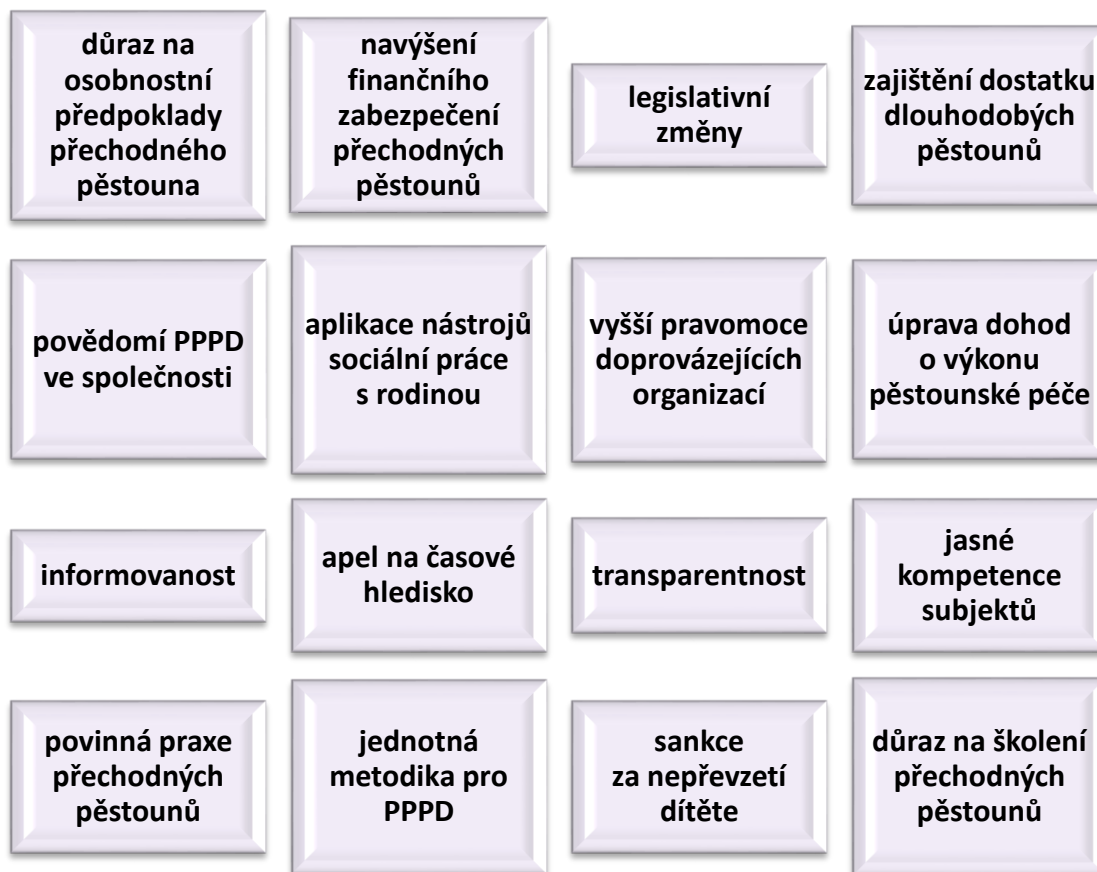 důraz na
osobnostní
předpoklady
přechodného
pěstouna
navýšení
finančního
zabezpečení
přechodných
pěstounů
legislativní
změny
zajištění dostatku
dlouhodobých
pěstounů
povědomí PPPD
ve společnosti
aplikace nástrojů
sociální práce
s rodinou
vyšší pravomoce
doprovázejících
organizací
úprava dohod
o výkonu
pěstounské péče
informovanost
apel na časové
hledisko
transparentnost
jasné
kompetence
subjektů
povinná praxe
přechodných
pěstounů
jednotná
metodika pro
PPPD
sankce
za nepřevzetí
dítěte
důraz na školení
přechodných
pěstounů